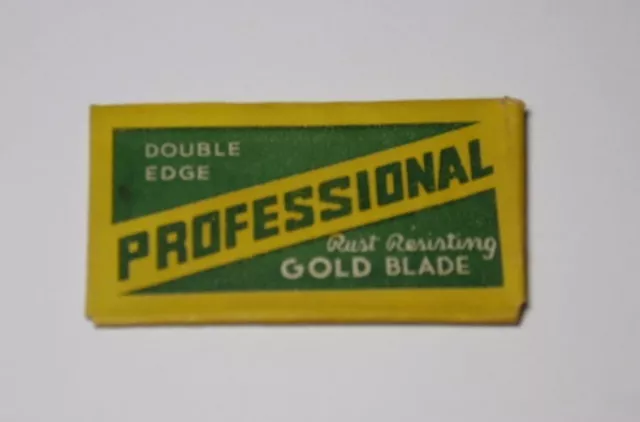 DOUBLE
EDGE
PROFESSIONAL
Rust Resisting
GOLD BLADE